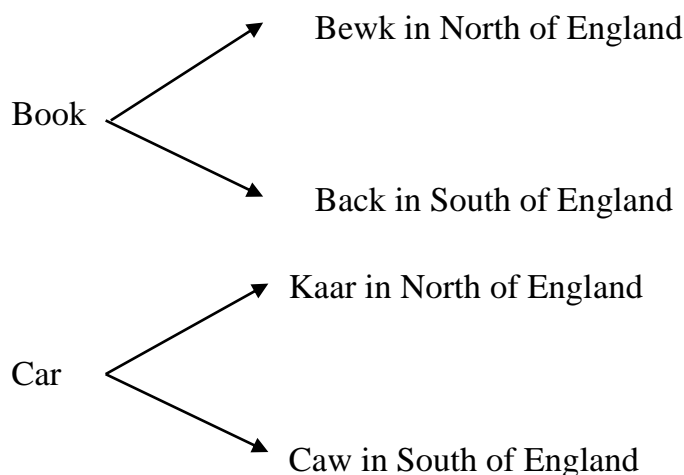 Bewk in North of England
Book
Back in South of England
Kaar in North of England
Car
Caw in South of England